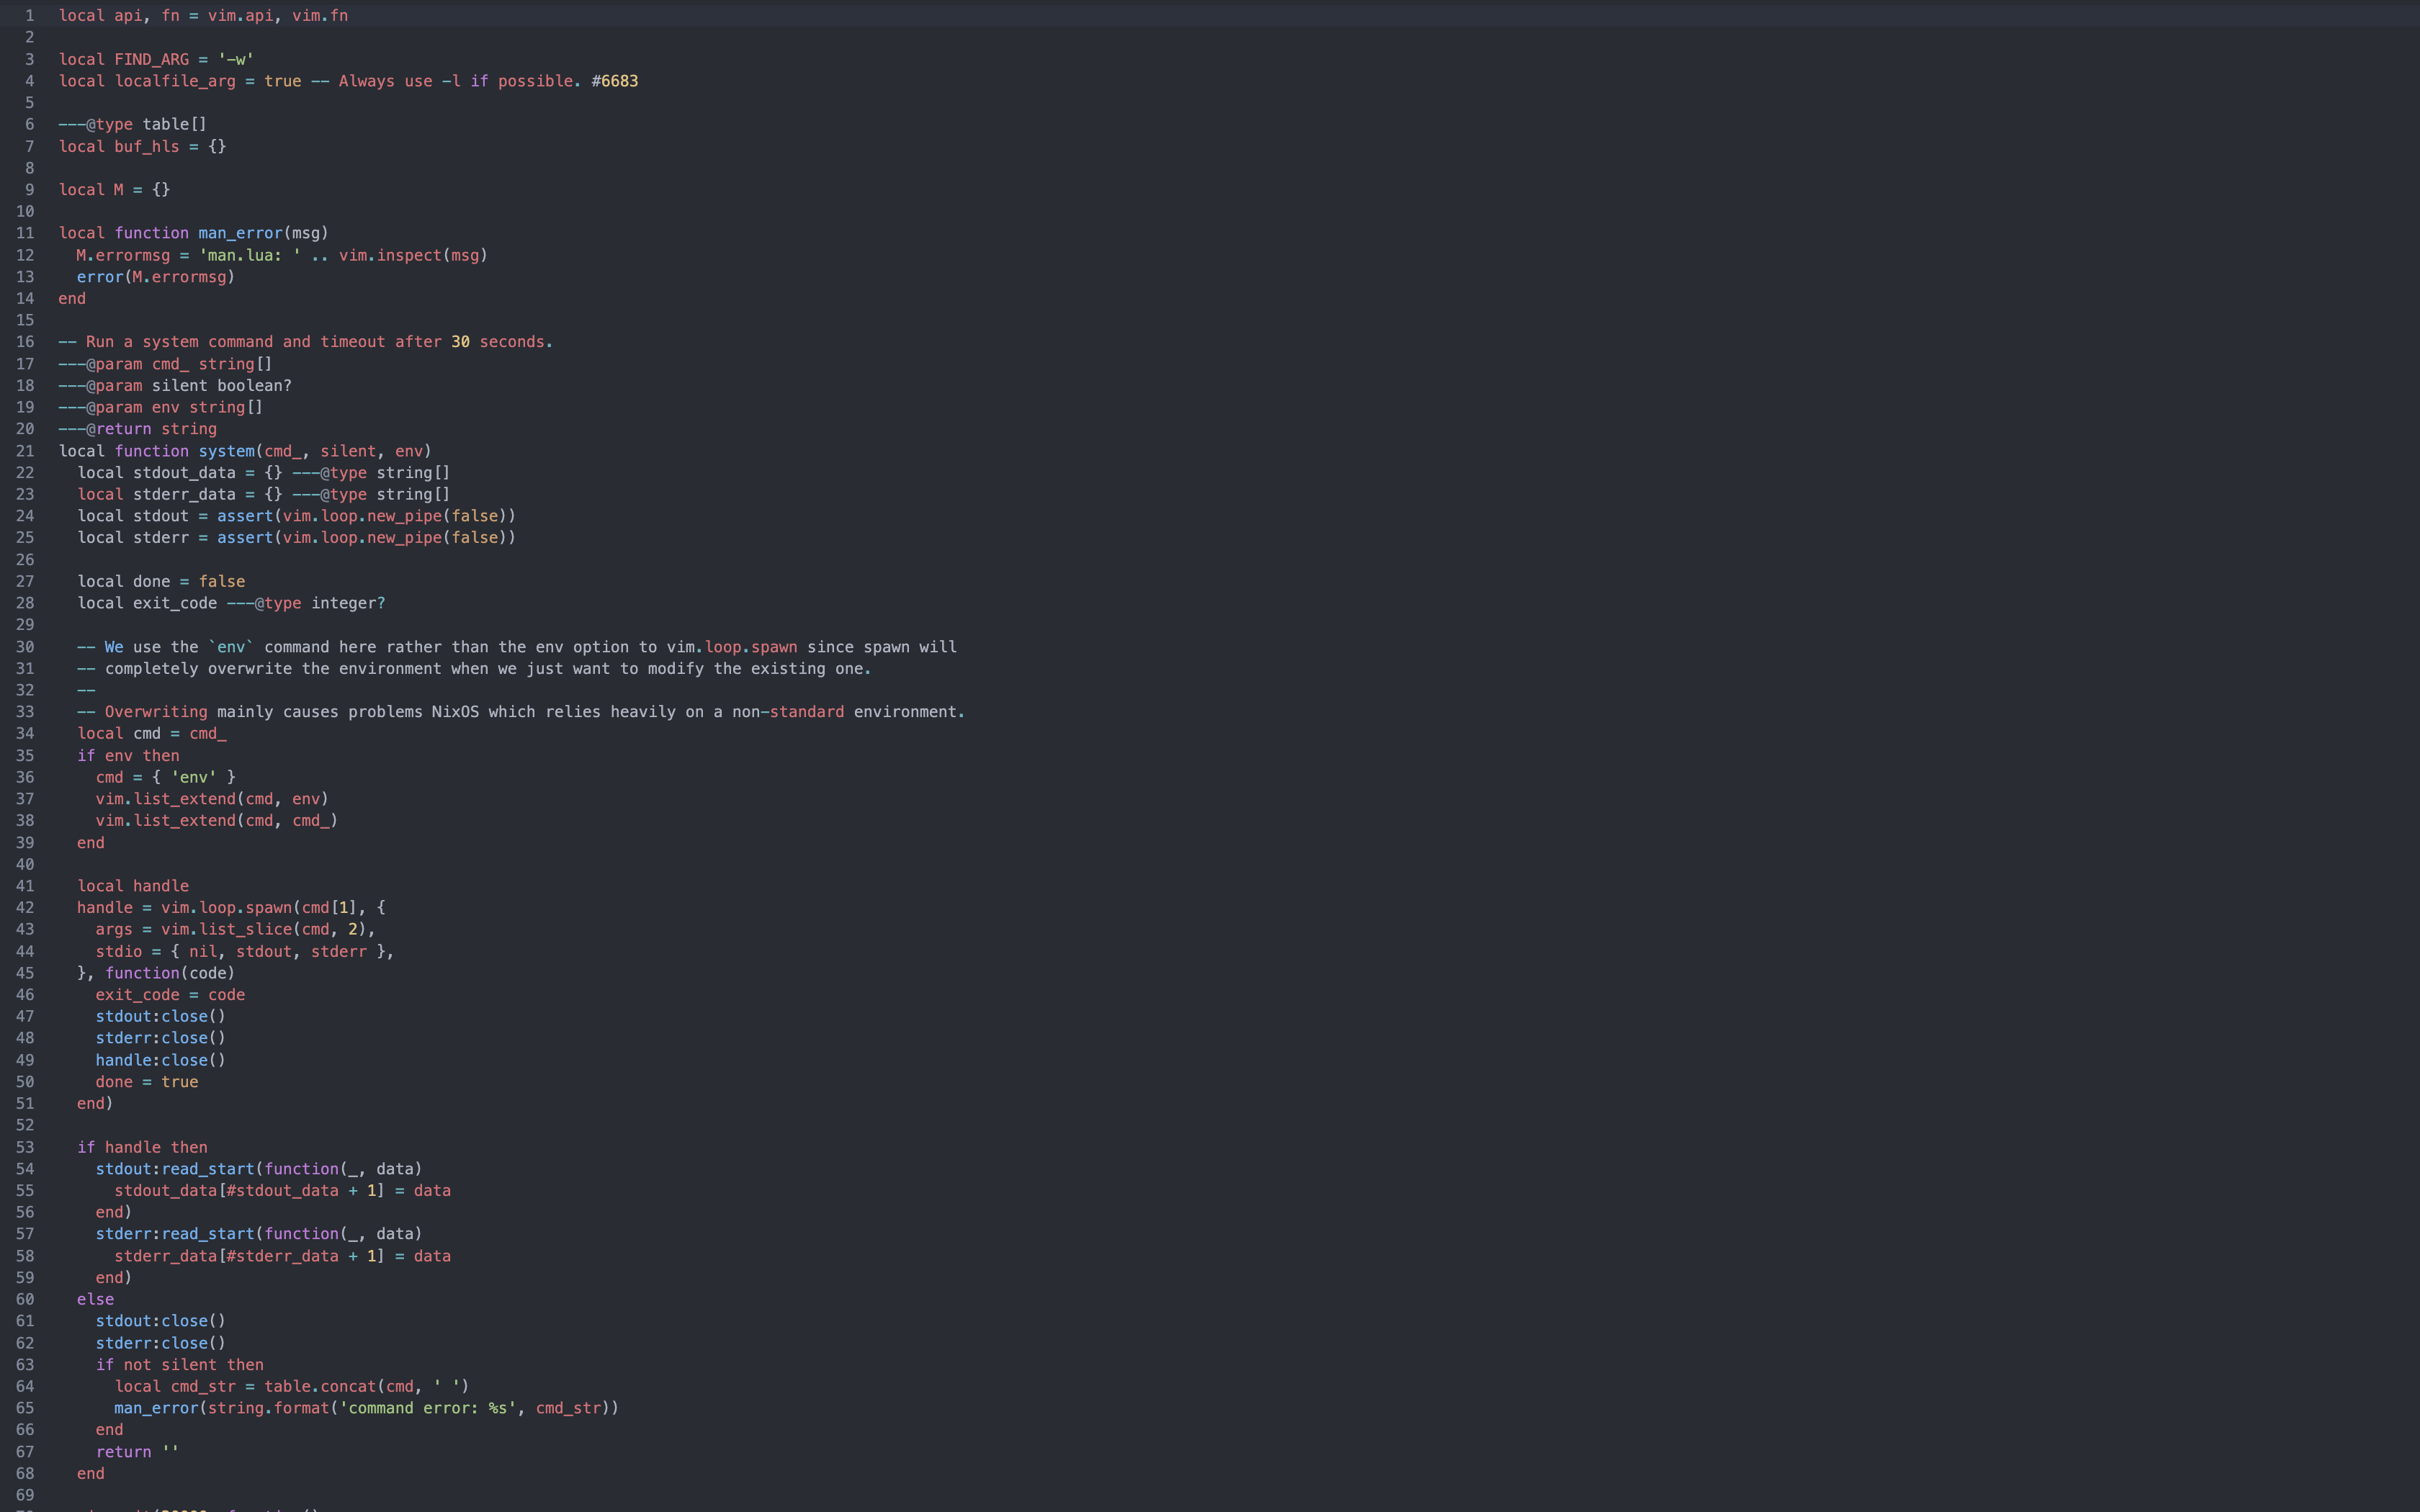 1 local api, fn = vim.api, vim.fn
2
3 local FIND_ARG = '-w'
4 local localfile_arg = true -- Always use -l if possible. #6683
5
6 ---@type table[]
7 local buf_hls = {}
8
9 local M = {}
10
11 local function man_error(msg)
12   M.errormsg = 'man.lua: ' .. vim.inspect(msg)
13   error(M.errormsg)
14 end
15
16 -- Run a system command and timeout after 30 seconds.
17 ---@param cmd_ string[]
18 ---@param silent boolean?
19 ---@param env string[]
20 ---@return string
21 local function system(cmd_, silent, env)
22   local stdout_data = {} ---@type string[]
23   local stderr_data = {} ---@type string[]
24   local stdout = assert(vim.loop.new_pipe(false))
25   local stderr = assert(vim.loop.new_pipe(false))
26
27   local done = false
28   local exit_code ---@type integer?
29
30   -- We use the `env` command here rather than the env option to vim.loop.spawn since spawn will
31   -- completely overwrite the environment when we just want to modify the existing one.
32   --
33   -- Overwriting mainly causes problems NixOS which relies heavily on a non-standard environment.
34   local cmd = cmd_
35   if env then
36     cmd = { 'env' }
37     vim.list_extend(cmd, env)
38     vim.list_extend(cmd, cmd_)
39   end
40
41   local handle
42   handle = vim.loop.spawn(cmd[1], {
43     args = vim.list_slice(cmd, 2),
44     stdio = { nil, stdout, stderr },
45   }, function(code)
46     exit_code = code
47     stdout:close()
48     stderr:close()
49     handle:close()
50     done = true
51   end)
52
53   if handle then
54     stdout:read_start(function(_, data)
55       stdout_data[#stdout_data + 1] = data
56     end)
57     stderr:read_start(function(_, data)
58       stderr_data[#stderr_data + 1] = data
59     end)
60   else
61     stdout:close()
62     stderr:close()
63     if not silent then
64       local cmd_str = table.concat(cmd, ' ')
65       man_error(string.format('command error: %s', cmd_str))
66     end
67     return ''
68   end
69